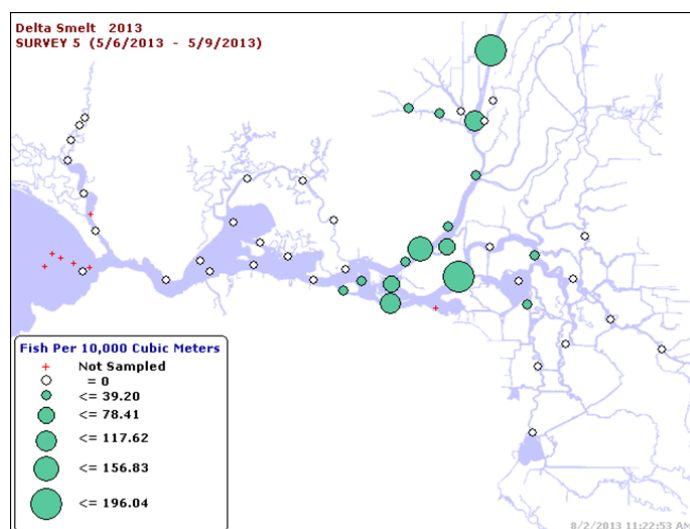 Delta Smelt 2013
SURVEY 5 (5/6/2013 - 5/9/2013)
Fish Per 10,000 Cubic Meters
Not Sampled
= 0
<= 39.20
<= 78.41
<= 117.62
<= 156.83
<= 196.04
8/2/2013 11:22:53 AM